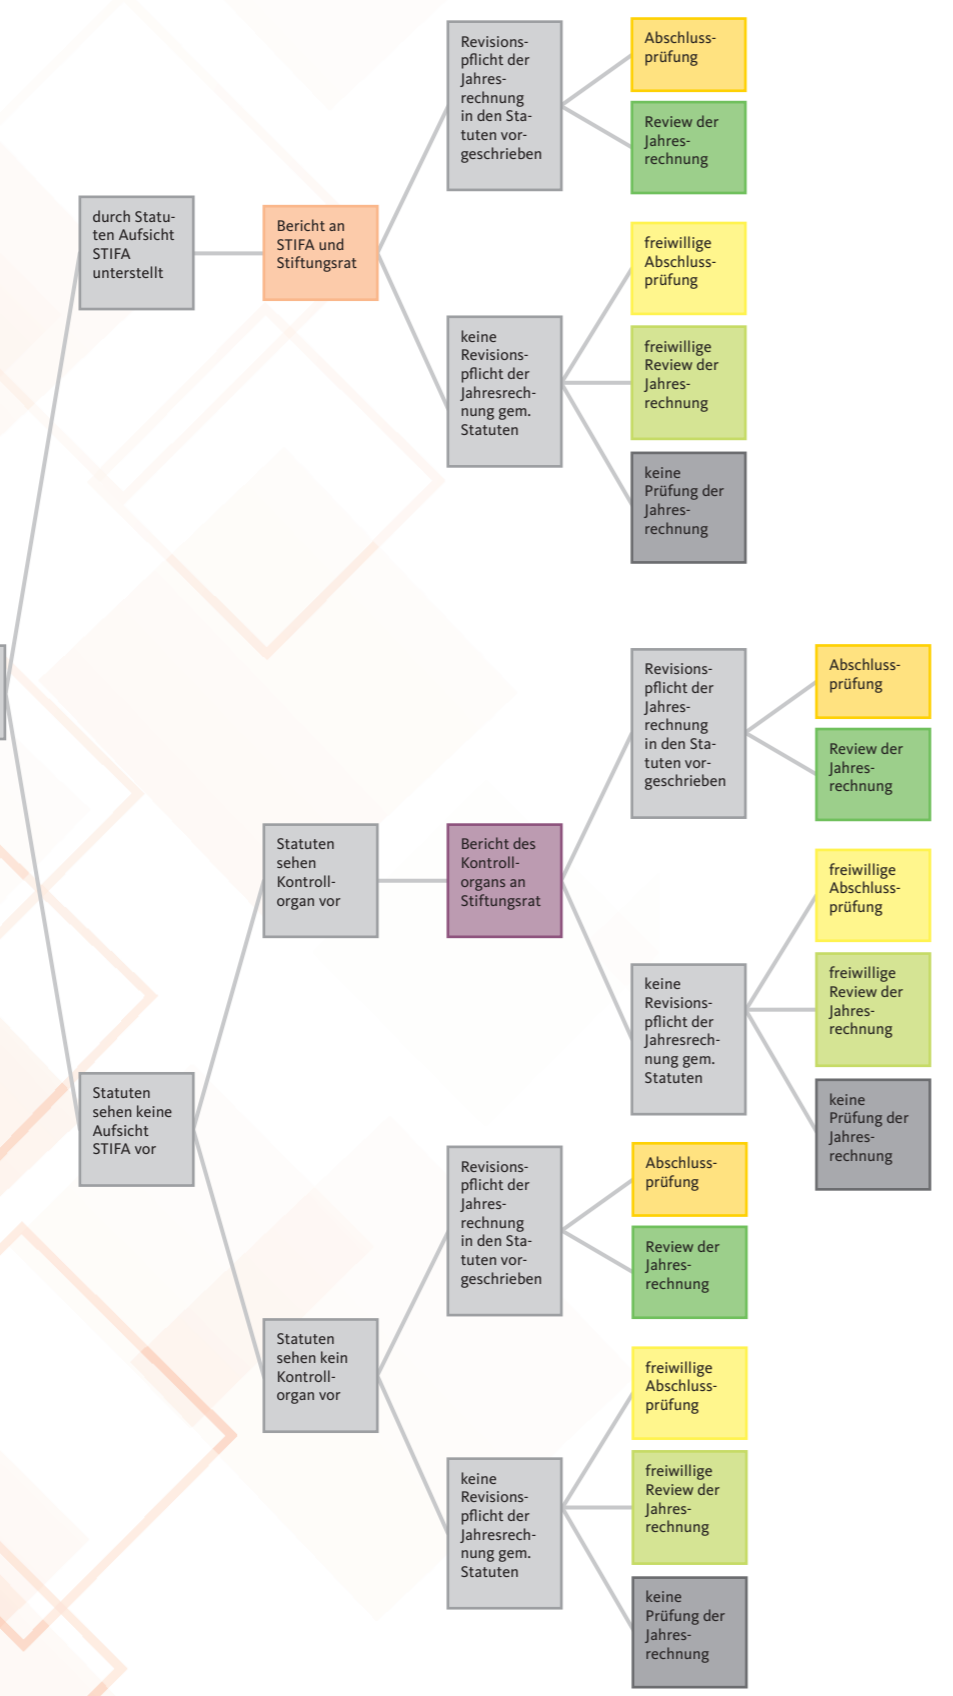 durch Statu-
ten Aufsicht
STIFA
unterstellt
Bericht an
STIFA und
Stiftungsrat
Revisions-
pflicht der
Jahres-
rechnung
in den Sta-
tuten vor-
geschrieben
Abschluss-
prüfung
Review der
Jahres-
rechnung
keine
Revisions-
pflicht der
Jahresrech-
nung gem.
Statuten
freiwillige
Abschluss-
prüfung
freiwillige
Review der
Jahres-
rechnung
keine
Prüfung der
Jahres-
rechnung
Statuten
sehen keine
Aufsicht
STIFA vor
Statuten
sehen
Kontroll-
organ vor
Bericht des
Kontroll-
organs an
Stiftungsrat
Revisions-
pflicht der
Jahres-
rechnung
in den Sta-
tuten vor-
geschrieben
Abschluss-
prüfung
Review der
Jahres-
rechnung
keine
Revisions-
pflicht der
Jahresrech-
nung gem.
Statuten
freiwillige
Abschluss-
prüfung
freiwillige
Review der
Jahres-
rechnung
keine
Prüfung der
Jahres-
rechnung
Statuten
sehen kein
Kontroll-
organ vor
Revisions-
pflicht der
Jahres-
rechnung
in den Sta-
tuten vor-
geschrieben
Abschluss-
prüfung
Review der
Jahres-
rechnung
keine
Revisions-
pflicht der
Jahresrech-
nung gem.
Statuten
freiwillige
Abschluss-
prüfung
freiwillige
Review der
Jahres-
rechnung
keine
Prüfung der
Jahres-
rechnung